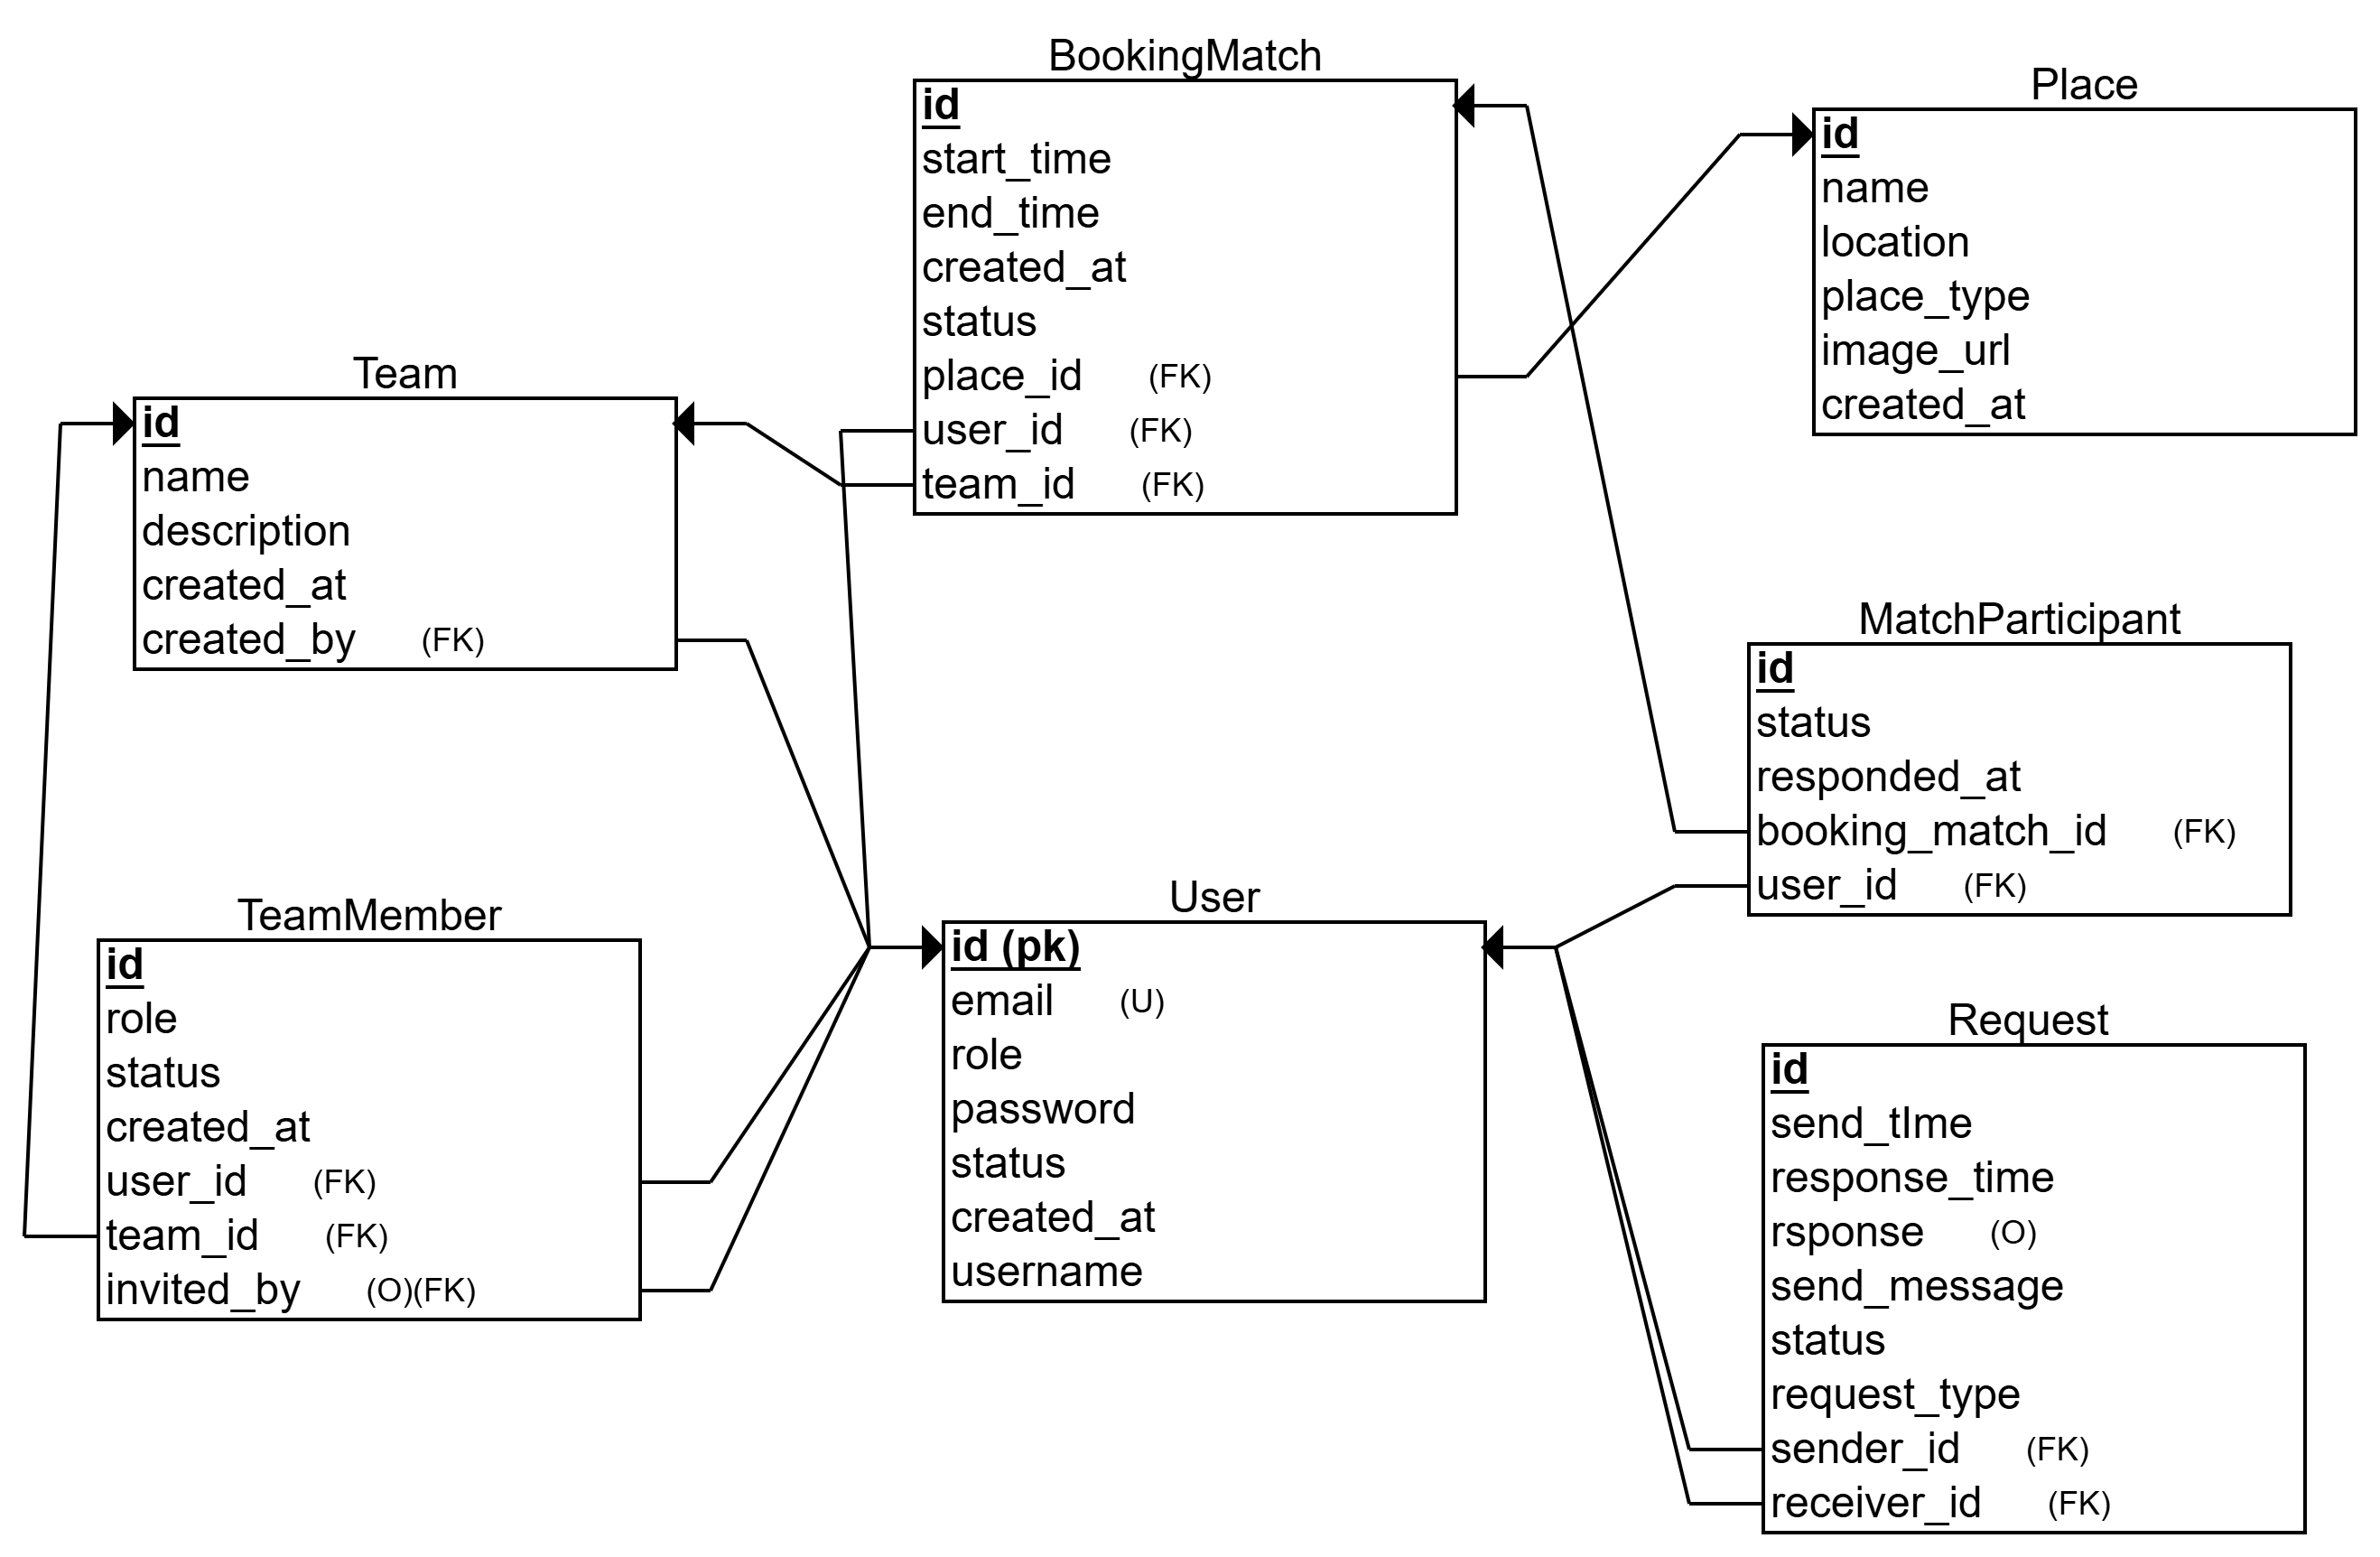 BookingMatch
id
start_time
end_time
created_at
status
place_id (FK)
user_id (FK)
team_id (FK)
Place
id
name
location
place_type
image_url
created_at
Team
id
name
description
created_at
created_by (FK)
MatchParticipant
id
status
responded_at
booking_match_id (FK)
user_id (FK)
TeamMember
id
role
status
created_at
user_id (FK)
team_id (FK)
invited_by (O)(FK)
User
id (pk)
email (U)
role
password
status
created_at
username
Request
id
send_tIme
response_time
rsponse (O)
send_message
status
request_type
sender_id (FK)
receiver_id (FK)